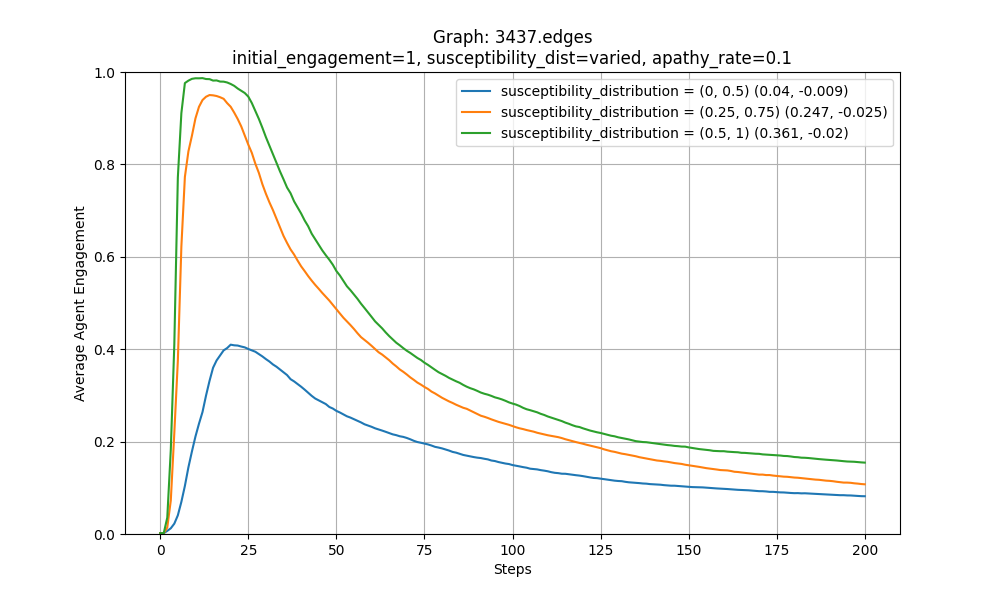 Graph: 3437.edges
initial_engagement=1, susceptibility_dist=varied, apathy_rate=0.1
susceptibility_distribution = (0, 0.5) (0.04, -0.009)
susceptibility_distribution = (0.25, 0.75) (0.247, -0.025)
susceptibility_distribution = (0.5, 1) (0.361, -0.02)
Average Agent Engagement
1.0
0.8
0.6
0.4
0.2
0.0
0 25 50 75 100 125 150 175 200
Steps